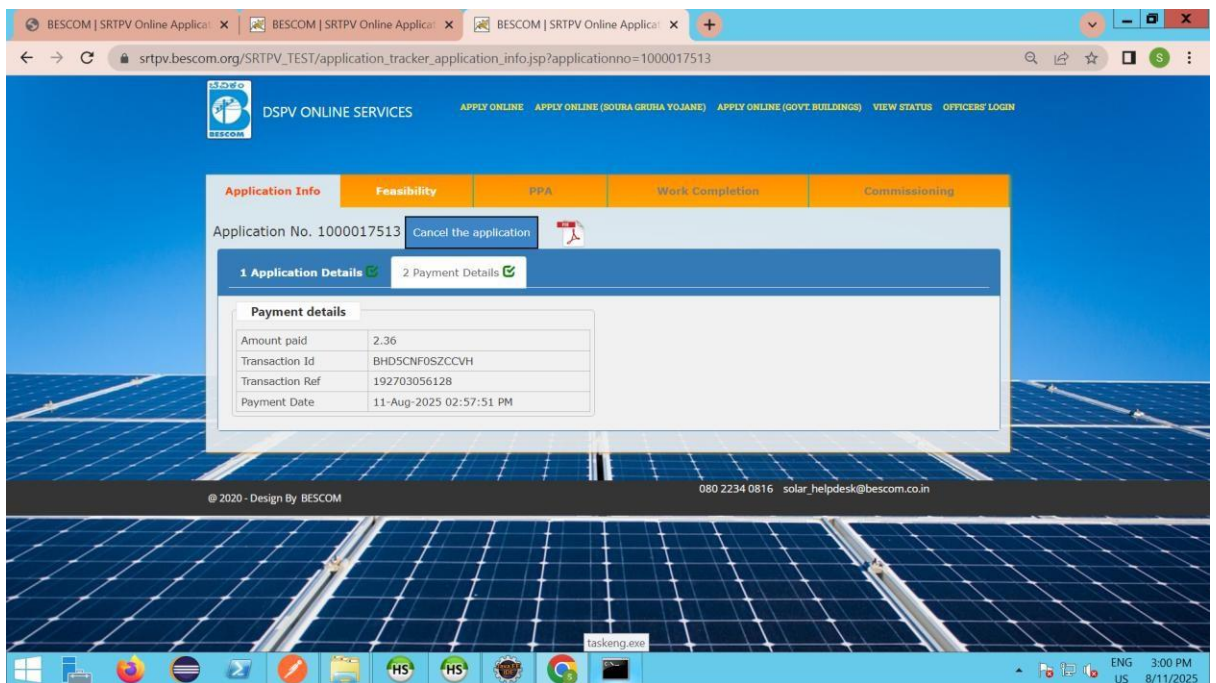 BESCOM | SRTPV Online Applicat
BESCOM | SRTPV Online Applicat
BESCOM | SRTPV Online Applicat
srtpv.bescom.org/SRTPV_TEST/application_tracker_application_info.jsp?applicationno=1000017513
S
ಬೆವಿಕಂ
BESCOM
DSPV ONLINE SERVICES
APPLY ONLINE APPLY ONLINE (SOURA GRUHA YOJANE) APPLY ONLINE (GOVT. BUILDINGS) VIEW STATUS OFFICERS' LOGIN
Application Info Feasibility PPA Work Completion Commissioning
Application No. 1000017513 Cancel the application
1 Application Details 2 Payment Details
Payment details
Amount paid 2.36
Transaction Id BHD5CNF0SZCCVH
Transaction Ref 192703056128
Payment Date 11-Aug-2025 02:57:51 PM
@ 2020 - Design By BESCOM
080 2234 0816 solar_helpdesk@bescom.co.in
taskeng.exe
HS HS
ENG 3:00 PM
US 8/11/2025